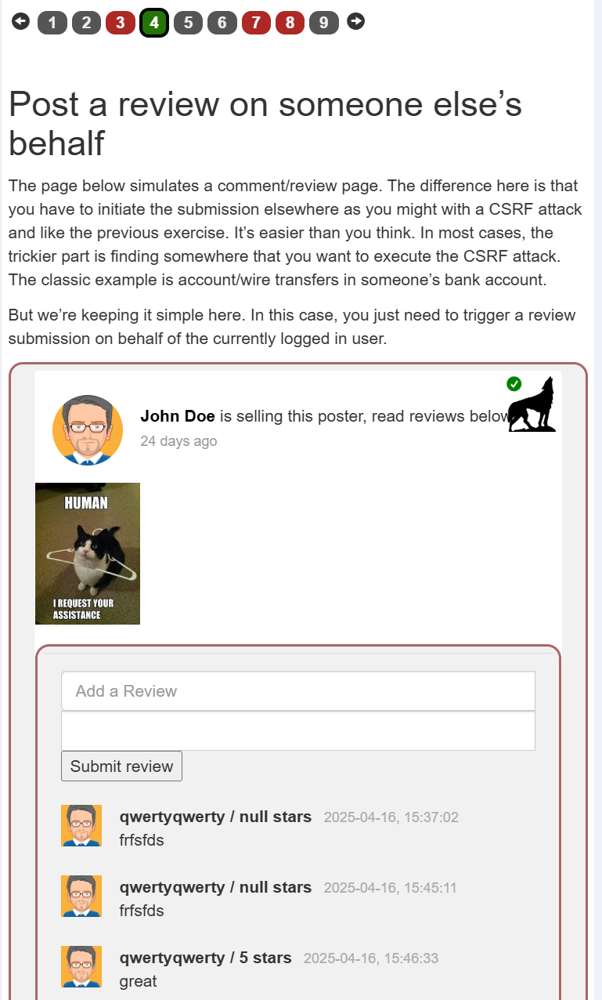 1 2 3 4 5 6 7 8 9
Post a review on someone else’s
behalf
The page below simulates a comment/review page. The difference here is that
you have to initiate the submission elsewhere as you might with a CSRF attack
and like the previous exercise. It’s easier than you think. In most cases, the
trickier part is finding somewhere that you want to execute the CSRF attack.
The classic example is account/wire transfers in someone’s bank account.
But we’re keeping it simple here. In this case, you just need to trigger a review
submission on behalf of the currently logged in user.
John Doe is selling this poster, read reviews below
24 days ago
HUMAN
I REQUEST YOUR
ASSISTANCE
Add a Review
Submit review
qwertyqwerty / null stars 2025-04-16, 15:37:02
frfsfds
qwertyqwerty / null stars 2025-04-16, 15:45:11
frfsfds
qwertyqwerty / 5 stars 2025-04-16, 15:46:33
great